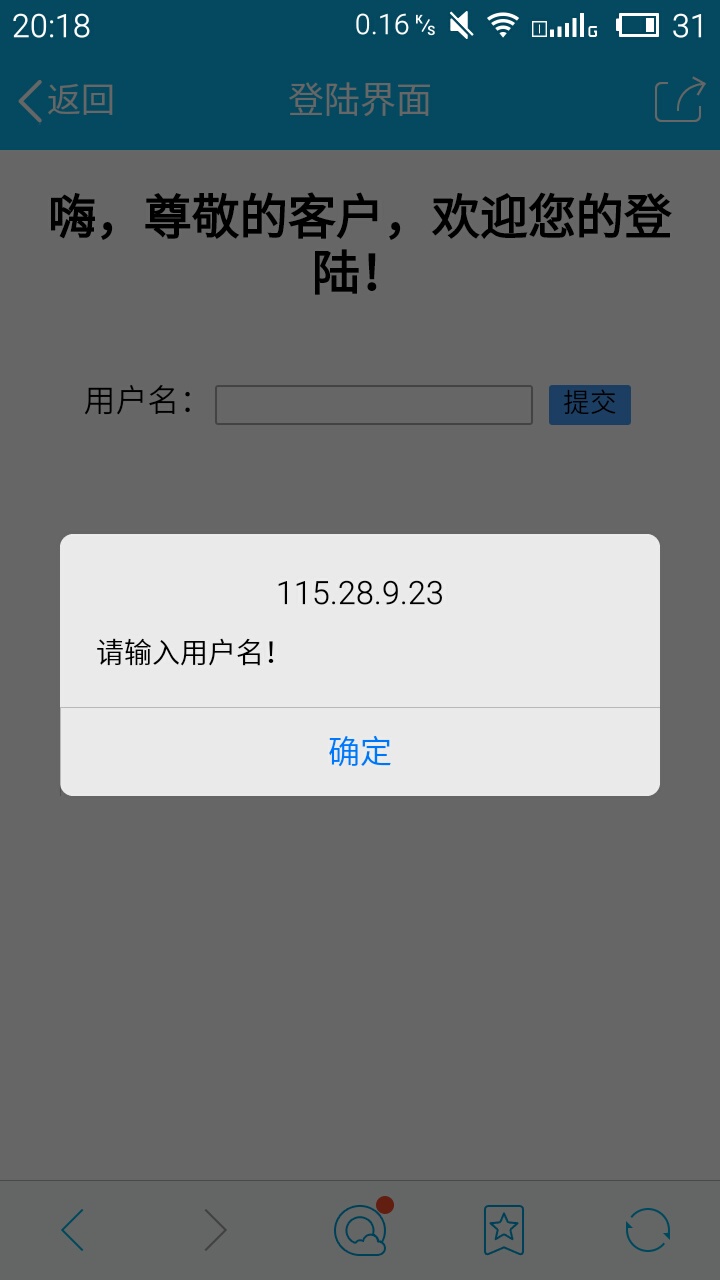 20:18
0.16 K/s
G
31
返回
登陆界面
嗨，尊敬的客户，欢迎您的登
陆！
用户名：
提交
115.28.9.23
请输入用户名！
确定